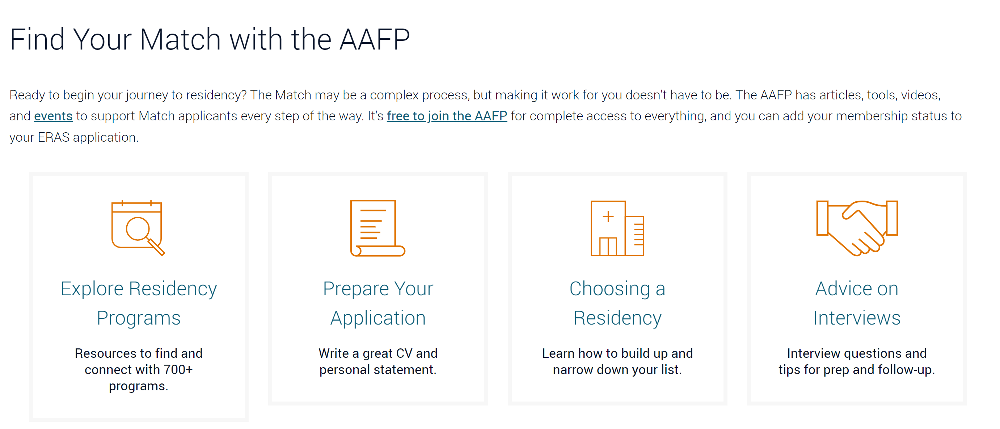 Find Your Match with the AAFP
Ready to begin your journey to residency? The Match may be a complex process, but making it work for you doesn't have to be. The AAFP has articles, tools, videos,
and events to support Match applicants every step of the way. It's free to join the AAFP for complete access to everything, and you can add your membership status to
your ERAS application.
Explore Residency
Programs
Resources to find and
connect with 700+
programs.
Prepare Your
Application
Write a great CV and
personal statement.
Choosing a
Residency
Learn how to build up and
narrow down your list.
Advice on
Interviews
Interview questions and
tips for prep and follow-up.